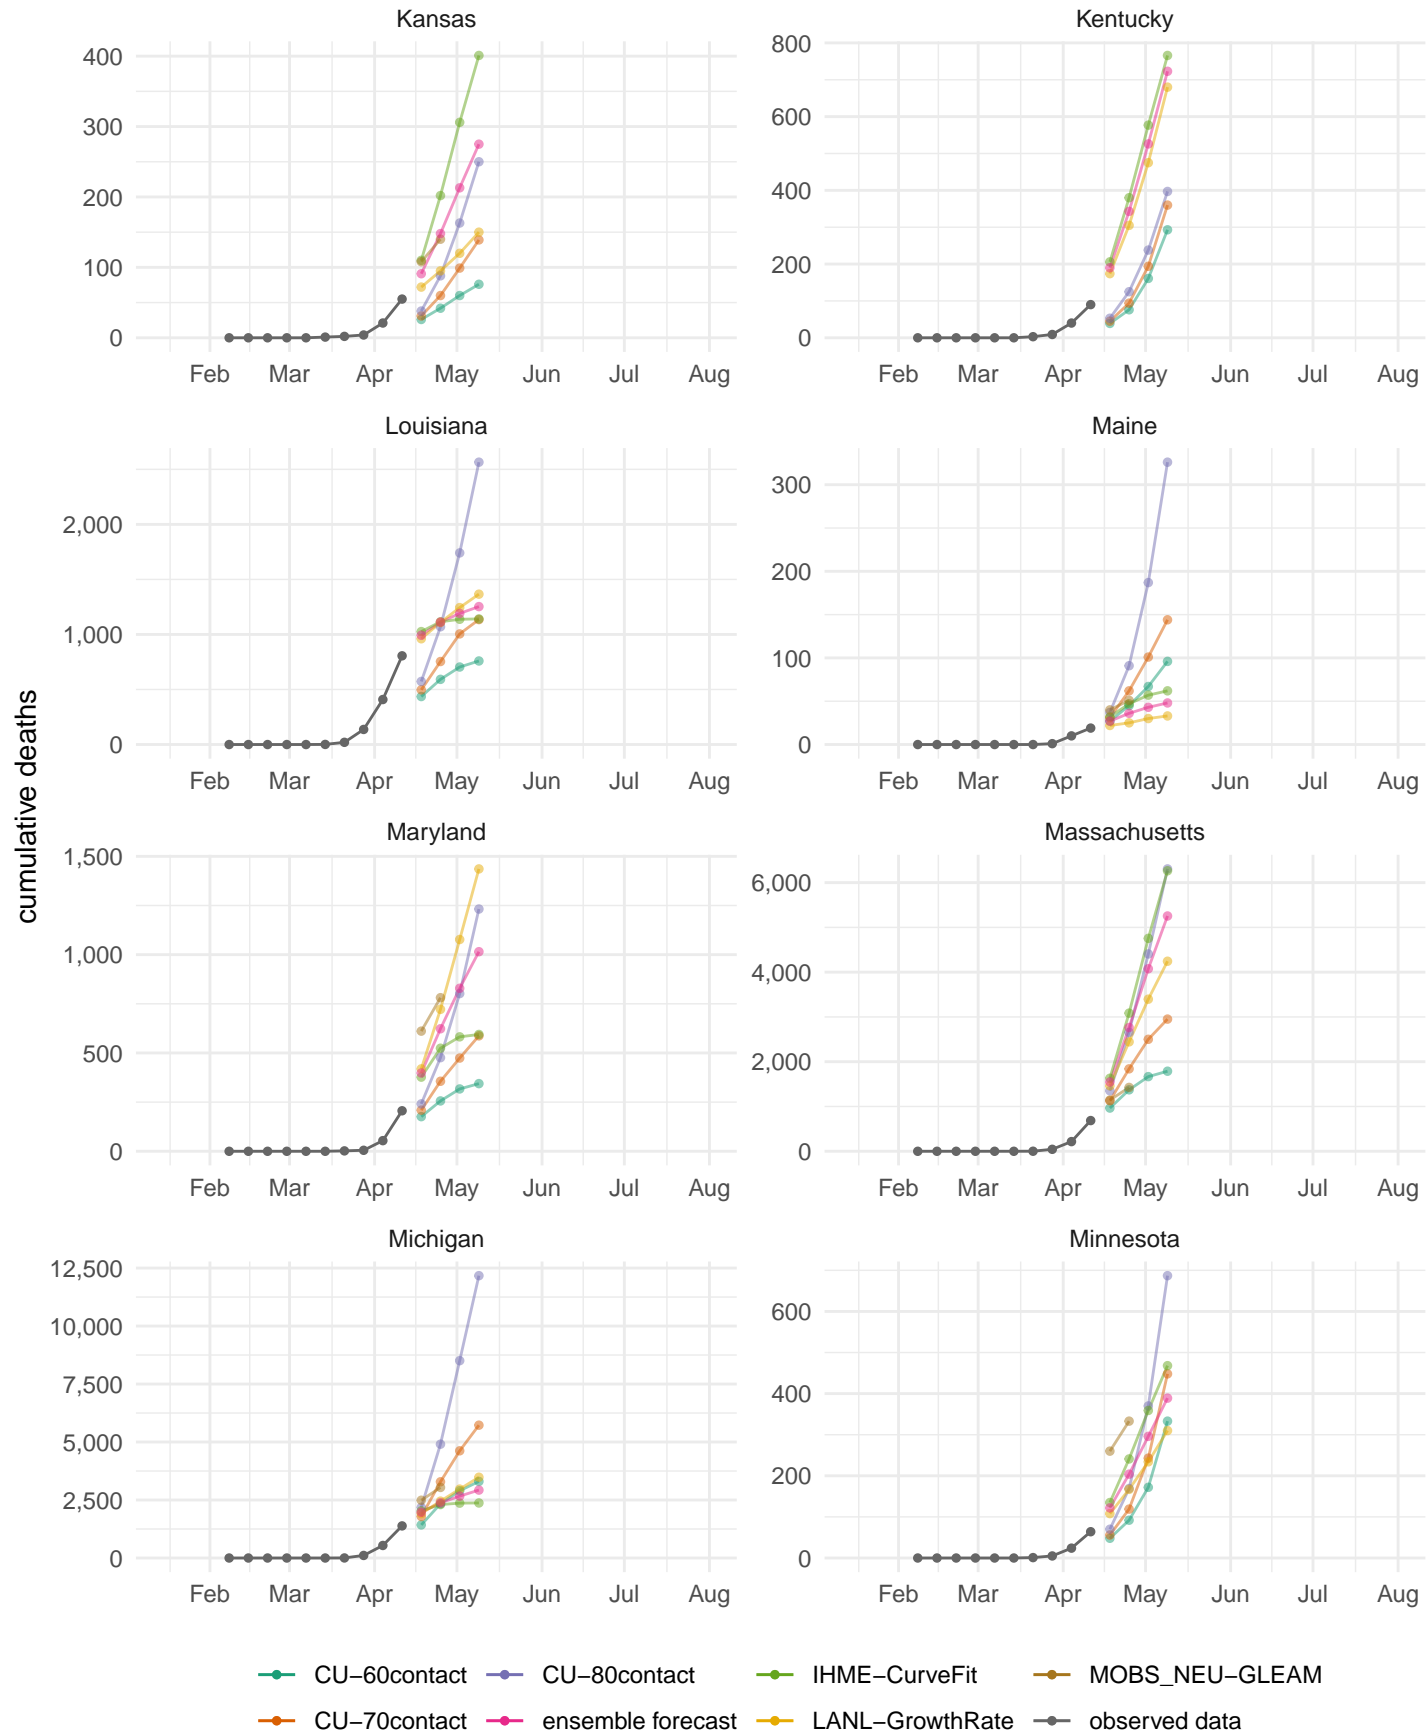 Kansas
Kentucky
400
300
200
100
0
800
600
400
200
0
Feb Mar Apr May Jun Jul Aug
Feb Mar Apr May Jun Jul Aug
Louisiana
Maine
2,000
1,000
0
300
200
100
0
Feb Mar Apr May Jun Jul Aug
Feb Mar Apr May Jun Jul Aug
cumulative deaths
Maryland
Massachusetts
1,500
1,000
500
0
6,000
4,000
2,000
0
Feb Mar Apr May Jun Jul Aug
Feb Mar Apr May Jun Jul Aug
Michigan
Minnesota
12,500
10,000
7,500
5,000
2,500
0
600
400
200
0
Feb Mar Apr May Jun Jul Aug
Feb Mar Apr May Jun Jul Aug
CU−60contact CU−80contact IHME−CurveFit MOBS_NEU−GLEAM
CU−70contact ensemble forecast LANL−GrowthRate observed data